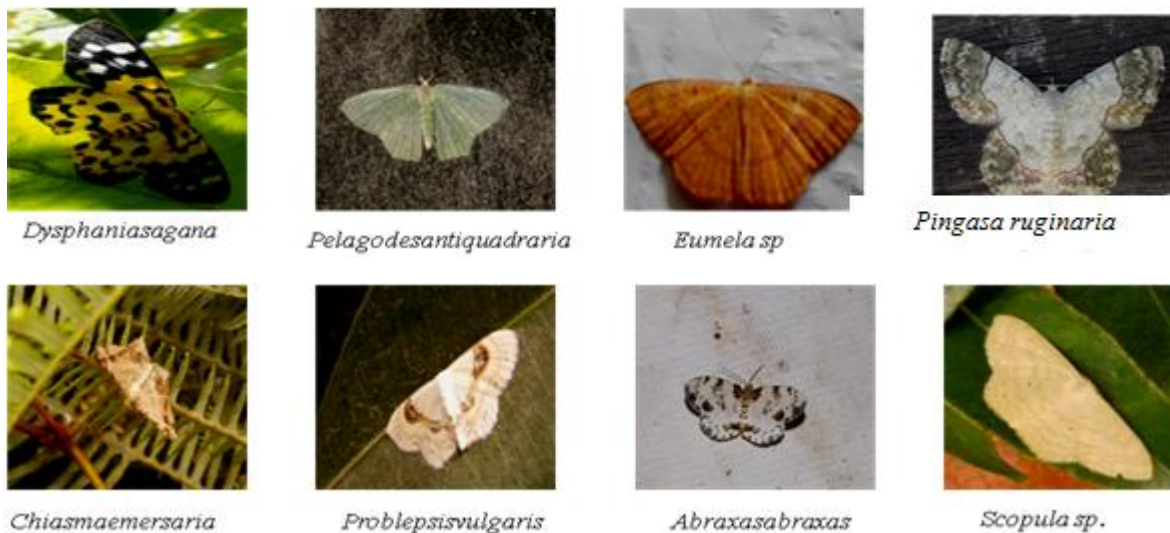 Dysphaniasagana
Pelagodesantiquadraria
Eumela sp
Pingasa ruginaria
Chiasmaemersaria
Problepsisvulgaris
Abraxasabraxas
Scopula sp.